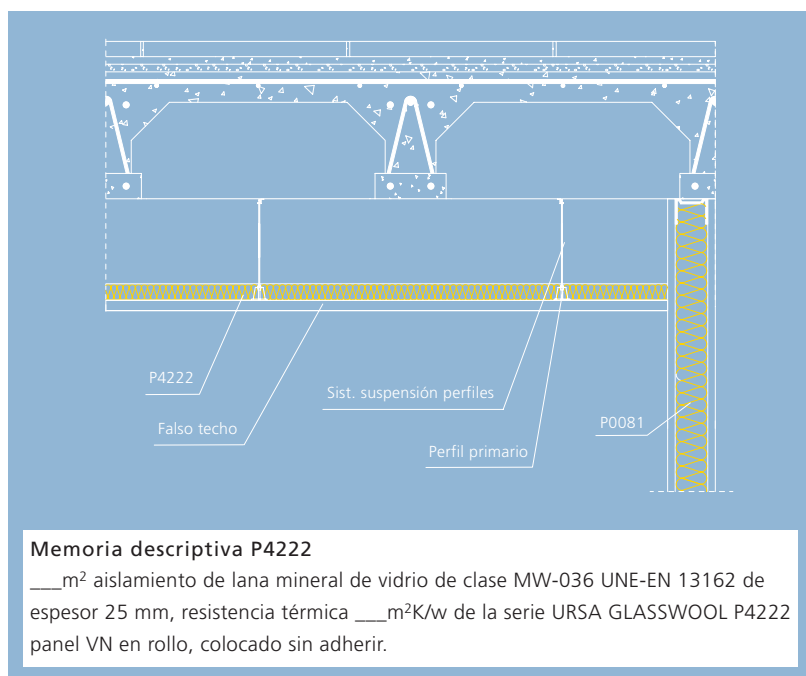 P4222
Sist. suspensión perfiles
Falso techo
P0081
Perfil primario
Memoria descriptiva P4222
___m² aislamiento de lana mineral de vidrio de clase MW-036 UNE-EN 13162 de
espesor 25 mm, resistencia térmica ___m²K/w de la serie URSA GLASSWOOL P4222
panel VN en rollo, colocado sin adherir.